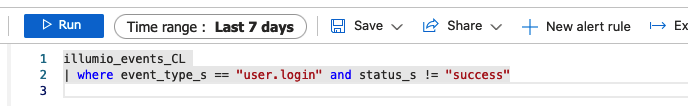 Run Time range : Last 7 days Save Share New alert rule Ex
1 illumio_events_CL
2 | where event_type_s == "user.login" and status_s != "success"
3